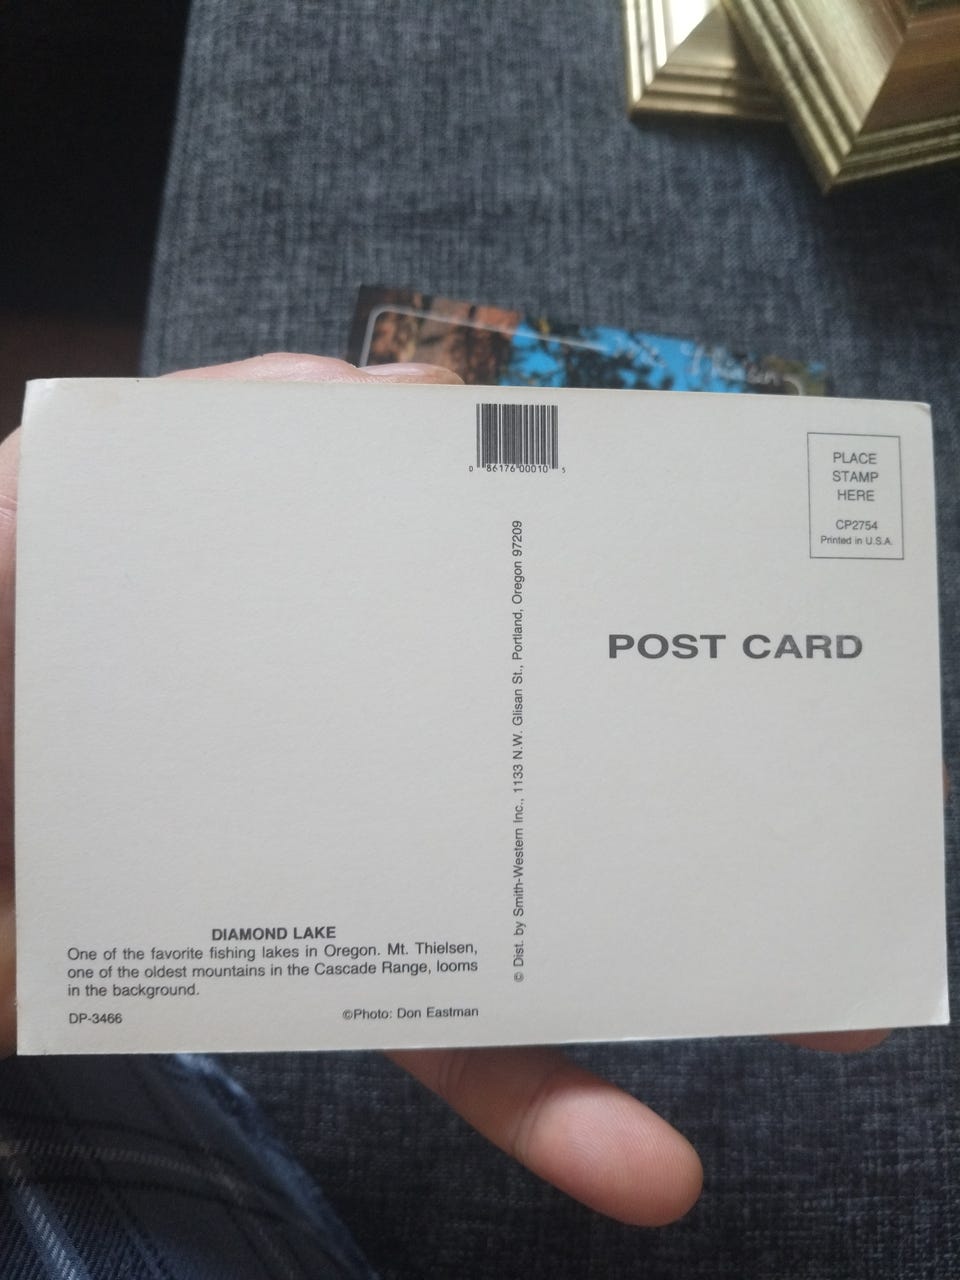 Mt. Thielsen
0 86176 00010 5
PLACE
STAMP
HERE
CP2754
Printed in U.S.A.
© Dist. by Smith-Western Inc., 1133 N.W. Glisan St., Portland, Oregon 97209
POST CARD
DIAMOND LAKE
One of the favorite fishing lakes in Oregon. Mt. Thielsen,
one of the oldest mountains in the Cascade Range, looms
in the background.
DP-3466
©Photo: Don Eastman